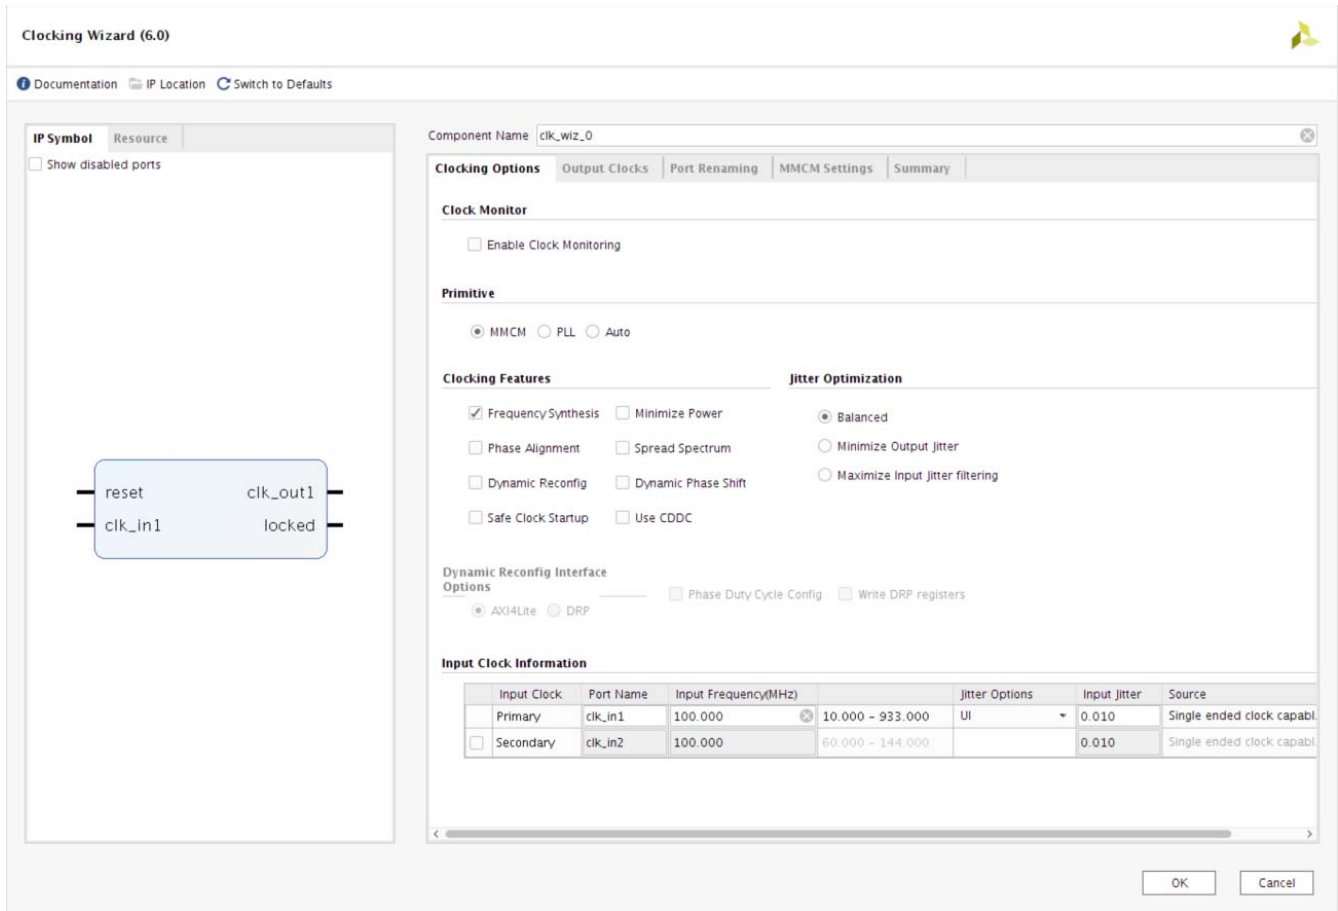 Clocking Wizard (6.0)
Documentation IP Location Switch to Defaults
IP Symbol Resource
Show disabled ports
reset clk_out1
clk_in1 locked
Component Name clk_wiz_0
Clocking Options Output Clocks Port Renaming MMCM Settings Summary
Clock Monitor
Enable Clock Monitoring
Primitive
MMCM PLL Auto
Clocking Features Jitter Optimization
Frequency Synthesis Minimize Power Balanced
Phase Alignment Spread Spectrum Minimize Output Jitter
Dynamic Reconfig Dynamic Phase Shift Maximize Input Jitter filtering
Safe Clock Startup Use CDDC
Dynamic Reconfig Interface
Options
Phase Duty Cycle Config Write DRP registers
AXI4Lite DRP
Input Clock Information
Input Clock Port Name Input Frequency(MHz) Jitter Options Input Jitter Source
Primary clk_in1 100.000 10.000 - 933.000 UI 0.010 Single ended clock capabl.
Secondary clk_in2 100.000 60.000 - 144.000 0.010 Single ended clock capabl
OK Cancel